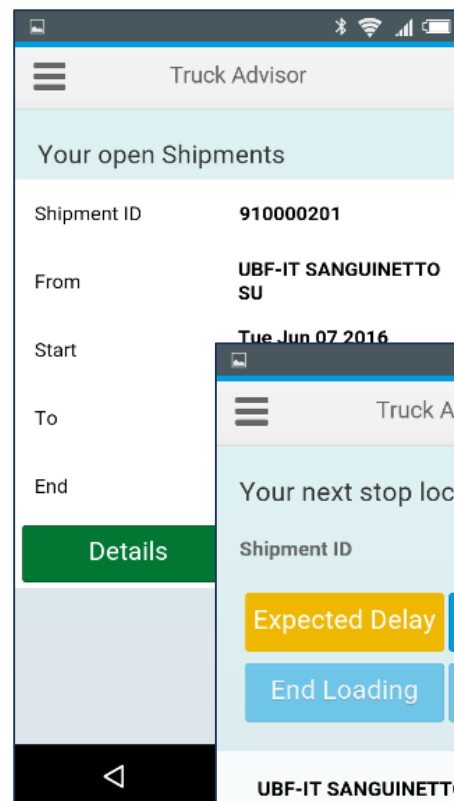 Truck Advisor
Your open Shipments
Shipment ID 910000201
From UBF-IT SANGUINETTO
SU
Start Tue Jun 07 2016
To
End
Details
Truck A
Your next stop loc
Shipment ID
Expected Delay
End Loading
UBF-IT SANGUINETT